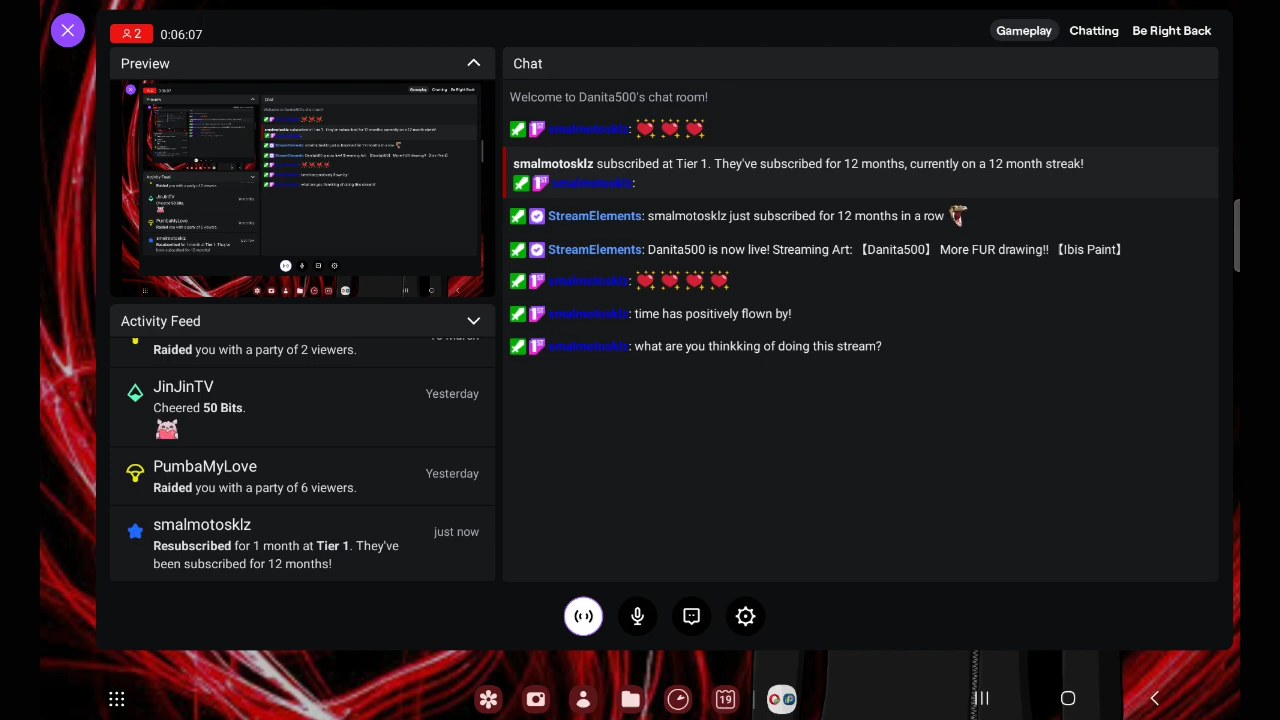 2 0:06:07
Gameplay Chatting Be Right Back
Preview
Activity Feed
Raided you with a party of 2 viewers.
JinJinTV
Yesterday
Cheered 50 Bits.
PumbaMyLove
Yesterday
Raided you with a party of 6 viewers.
smalmotosklz
just now
Resubscribed for 1 month at Tier 1. They've
been subscribed for 12 months!
Chat
Welcome to Danita500's chat room!
1ST smalmotosklz:
smalmotosklz subscribed at Tier 1. They've subscribed for 12 months, currently on a 12 month streak!
1ST smalmotosklz:
StreamElements: smalmotosklz just subscribed for 12 months in a row
StreamElements: Danita500 is now live! Streaming Art: 【Danita500】 More FUR drawing!! 【Ibis Paint】
1ST smalmotosklz:
1ST smalmotosklz: time has positively flown by!
1ST smalmotosklz: what are you thinkking of doing this stream?
19